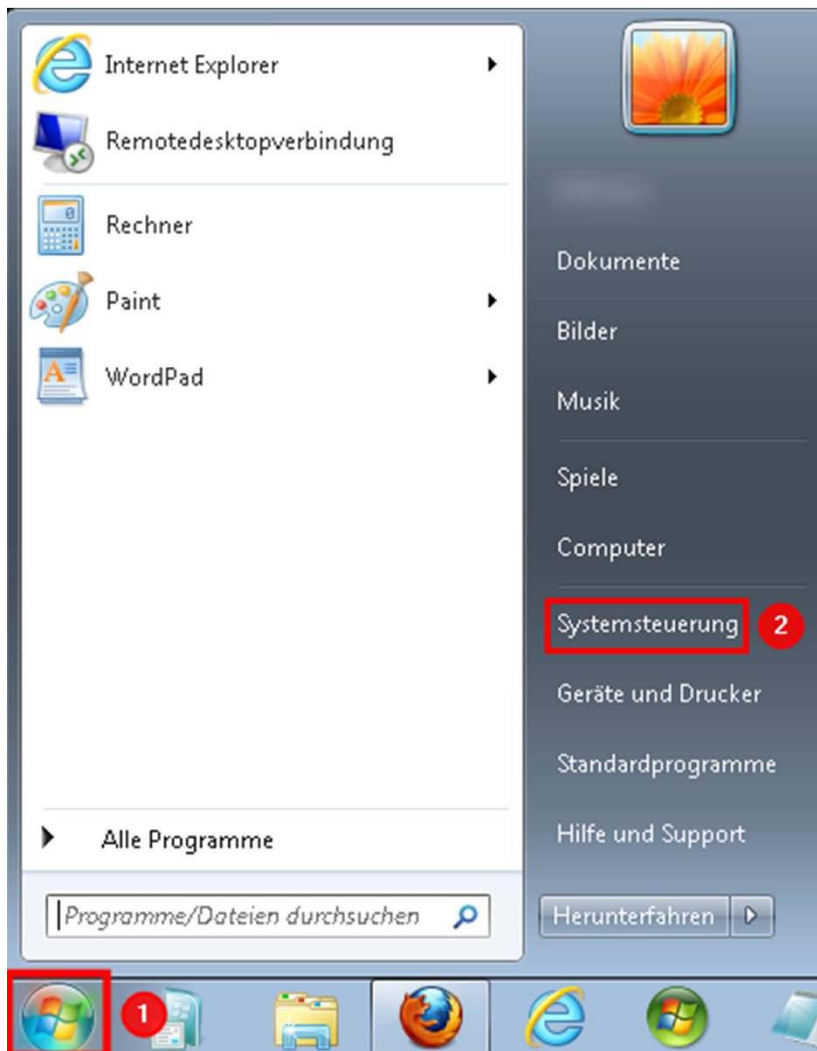 Internet Explorer
Remotedesktopverbindung
Rechner
Paint
WordPad
Alle Programme
Programme/Dateien durchsuchen
Dokumente
Bilder
Musik
Spiele
Computer
Systemsteuerung 2
Geräte und Drucker
Standardprogramme
Hilfe und Support
Herunterfahren
1